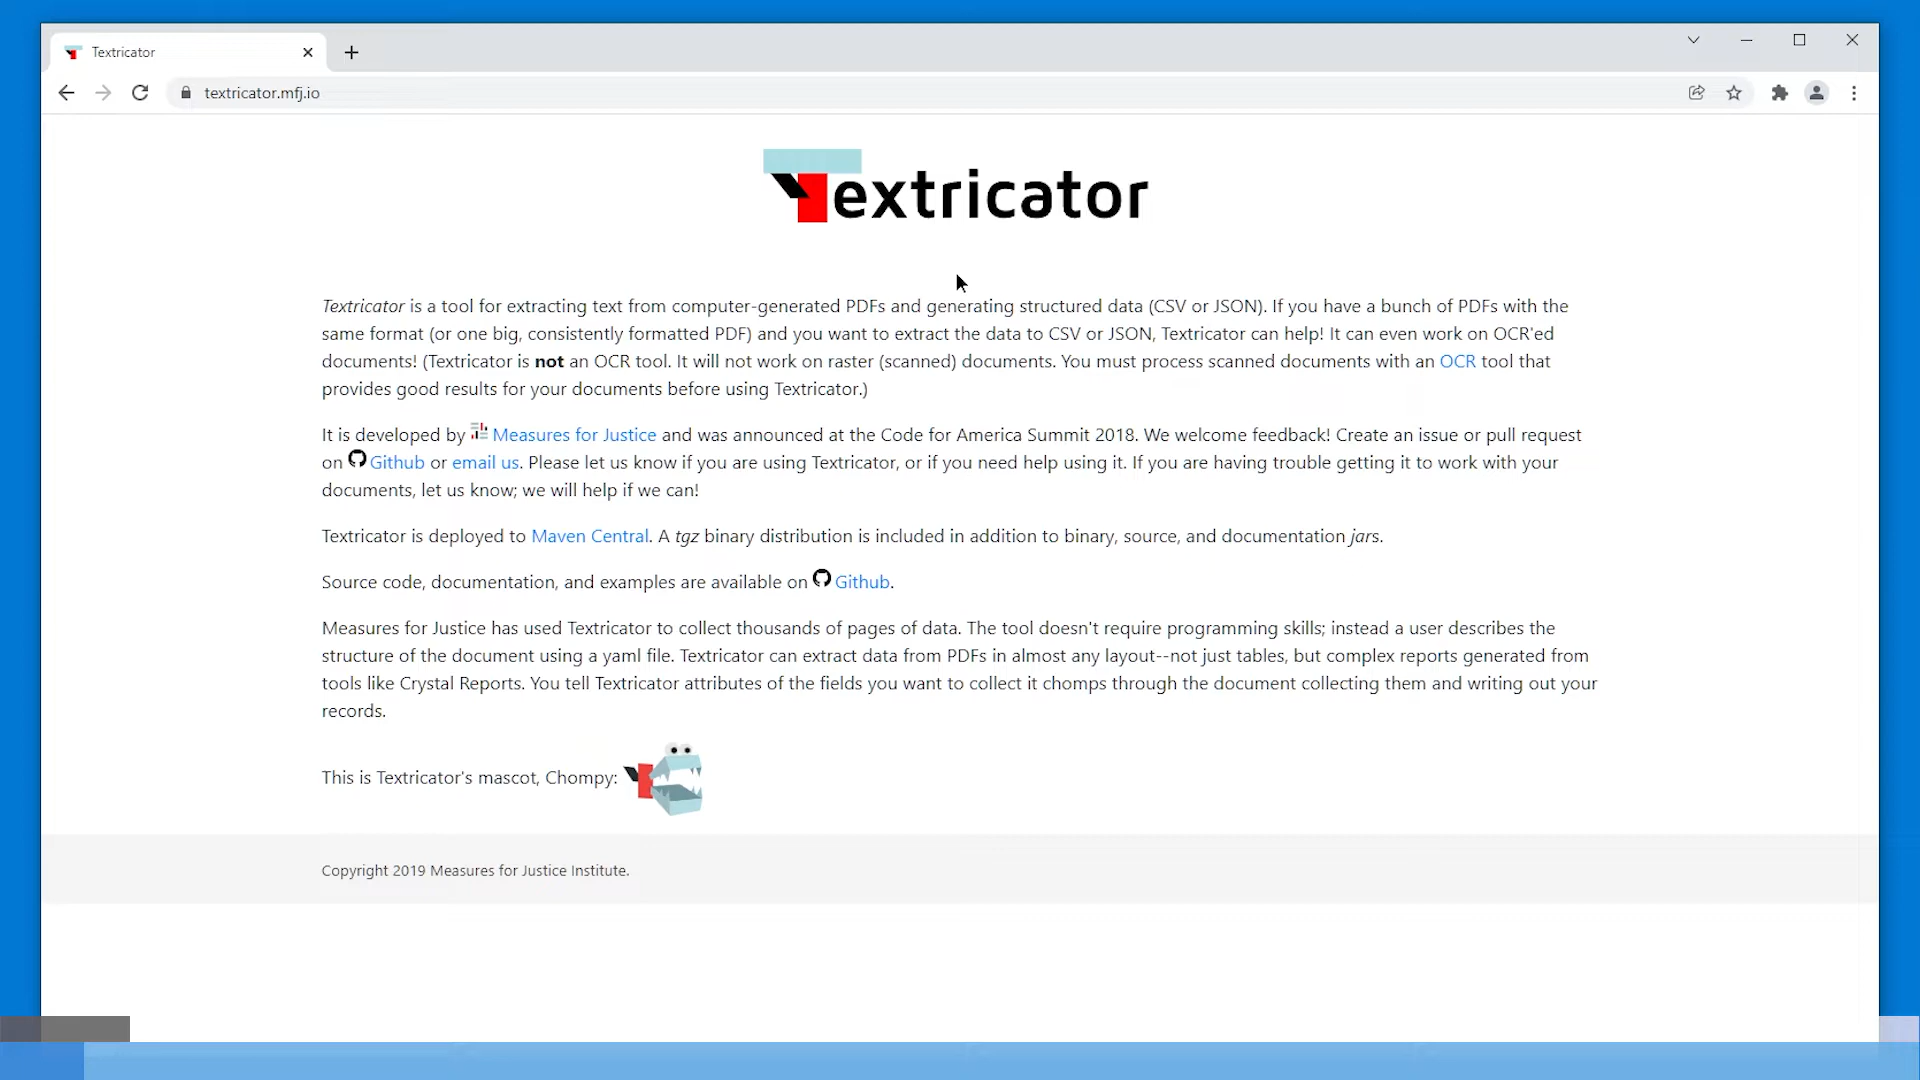 Textricator
textricator.mfj.io
Textricator
Textricator is a tool for extracting text from computer-generated PDFs and generating structured data (CSV or JSON). If you have a bunch of PDFs with the
same format (or one big, consistently formatted PDF) and you want to extract the data to CSV or JSON, Textricator can help! It can even work on OCR'ed
documents! (Textricator is not an OCR tool. It will not work on raster (scanned) documents. You must process scanned documents with an OCR tool that
provides good results for your documents before using Textricator.)
It is developed by Measures for Justice and was announced at the Code for America Summit 2018. We welcome feedback! Create an issue or pull request
on Github or email us. Please let us know if you are using Textricator, or if you need help using it. If you are having trouble getting it to work with your
documents, let us know; we will help if we can!
Textricator is deployed to Maven Central. A tgz binary distribution is included in addition to binary, source, and documentation jars.
Source code, documentation, and examples are available on Github.
Measures for Justice has used Textricator to collect thousands of pages of data. The tool doesn't require programming skills; instead a user describes the
structure of the document using a yaml file. Textricator can extract data from PDFs in almost any layout--not just tables, but complex reports generated from
tools like Crystal Reports. You tell Textricator attributes of the fields you want to collect it chomps through the document collecting them and writing out your
records.
This is Textricator's mascot, Chompy:
Copyright 2019 Measures for Justice Institute.